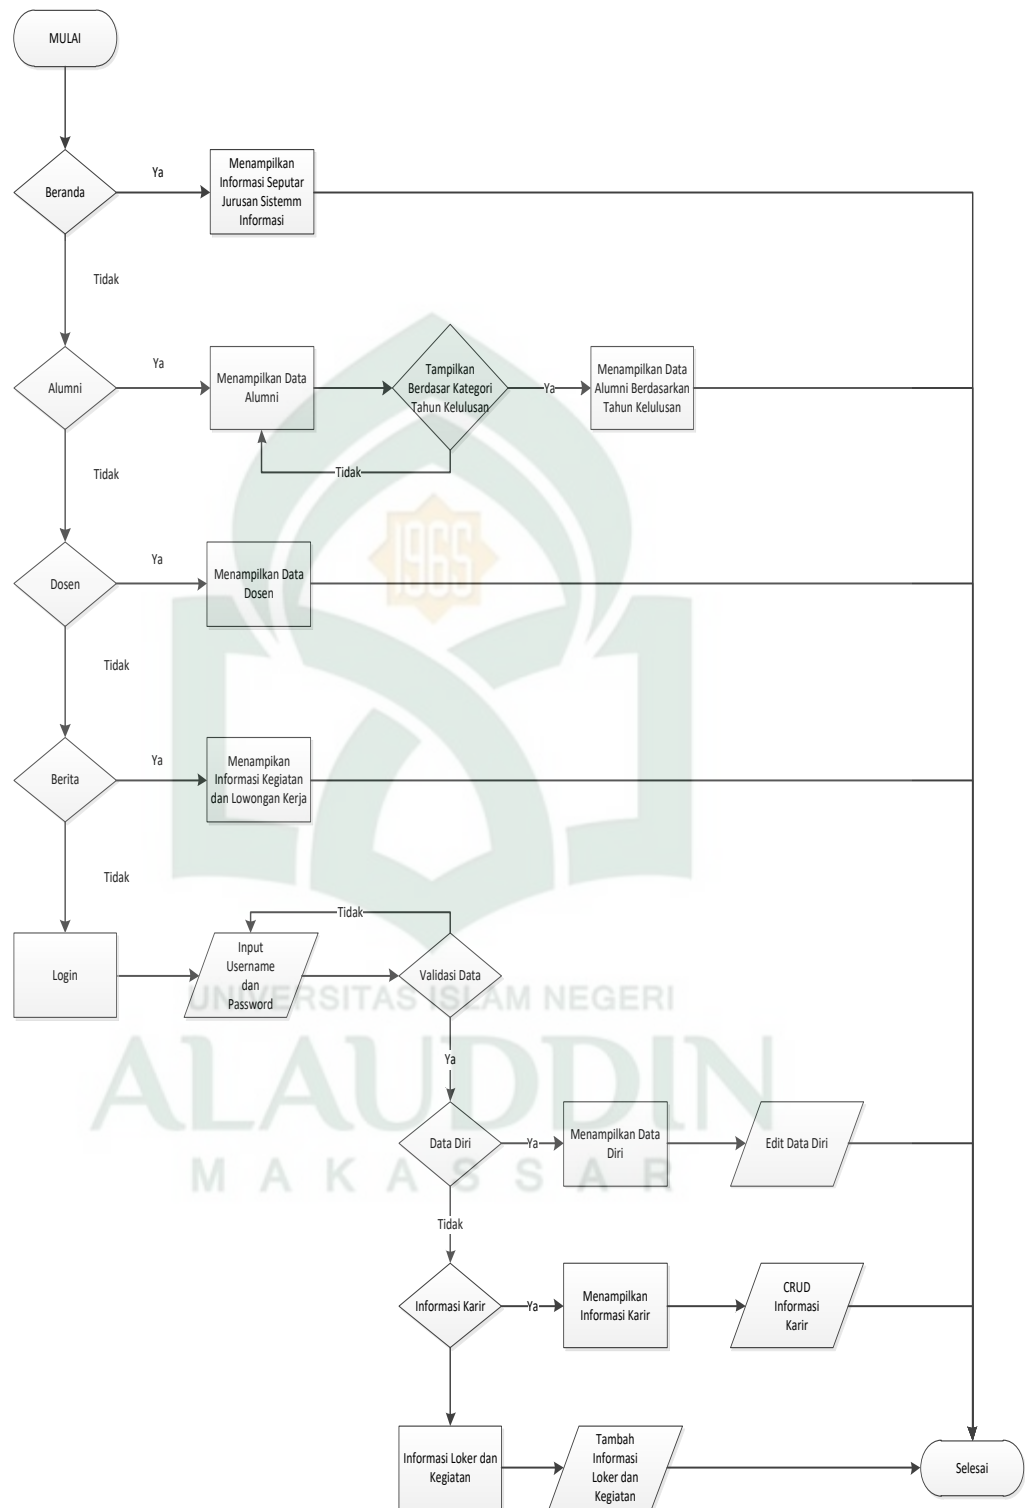 MULAI
Beranda
Ya
Menampilkan
Informasi Seputar
Jurusan Sistemm
Informasi
Tidak
Alumni
Ya
Menampilkan Data
Alumni
Tampilkan
Berdasar Kategori
Tahun Kelulusan
Ya
Menampilkan Data
Alumni Berdasarkan
Tahun Kelulusan
Tidak
Tidak
1965
Dosen
Ya
Menampilkan Data
Dosen
Tidak
Berita
Ya
Menampikan
Informasi Kegiatan
dan Lowongan Kerja
Tidak
Tidak
Login
Input
Username
dan
Password
Validasi Data
UNIVERSITAS ISLAM NEGERI
ALAUDDIN
MAKASSAR
Ya
Data Diri
Ya
Menampilkan Data
Diri
Edit Data Diri
Tidak
Informasi Karir
Ya
Menampilkan
Informasi Karir
CRUD
Informasi
Karir
Informasi Loker dan
Kegiatan
Tambah
Informasi
Loker dan
Kegiatan
Selesai